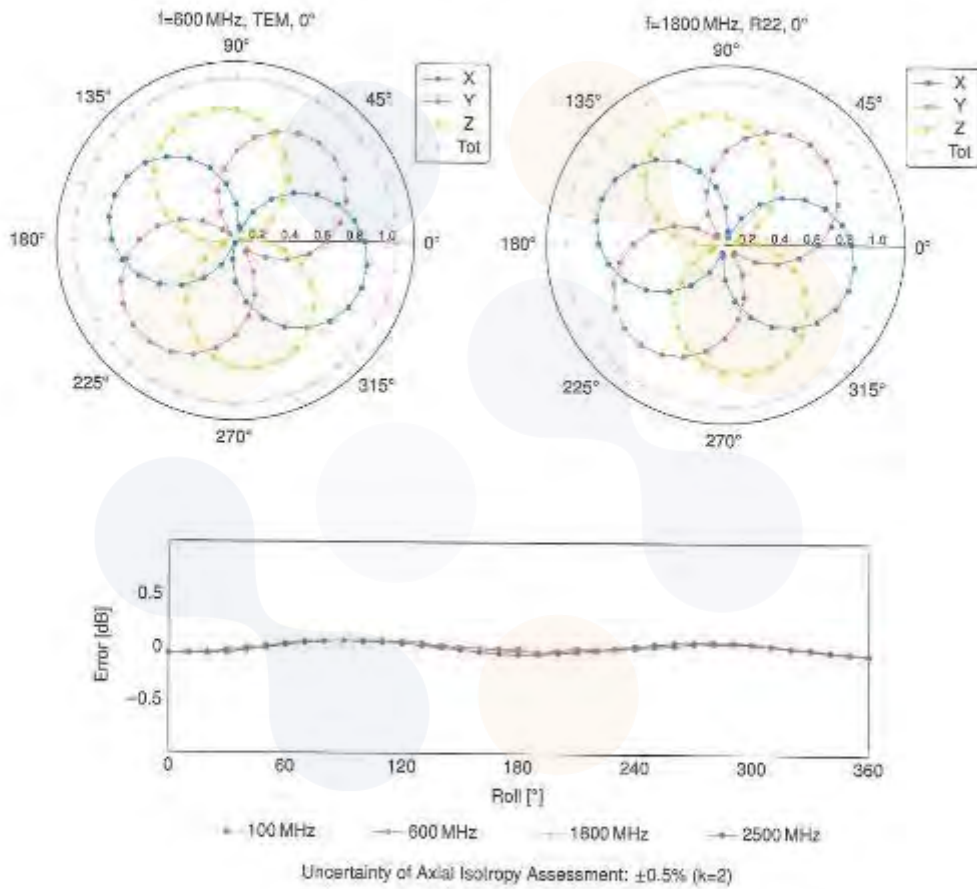 f=600 MHz, TEM, 0°
90°
135°
45°
180°
0°
225°
315°
270°
0.2 0.4 0.6 0.8 1.0
X
Y
Z
Tot
f=1800 MHz, R22, 0°
90°
135°
45°
180°
0°
225°
315°
270°
0.2 0.4 0.6 0.8 1.0
X
Y
Z
Tot
Error [dB]
0.5
0
−0.5
0 60 120 180 240 300 360
Roll [°]
100 MHz 600 MHz 1800 MHz 2500 MHz
Uncertainty of Axial Isotropy Assessment: ±0.5% (k=2)